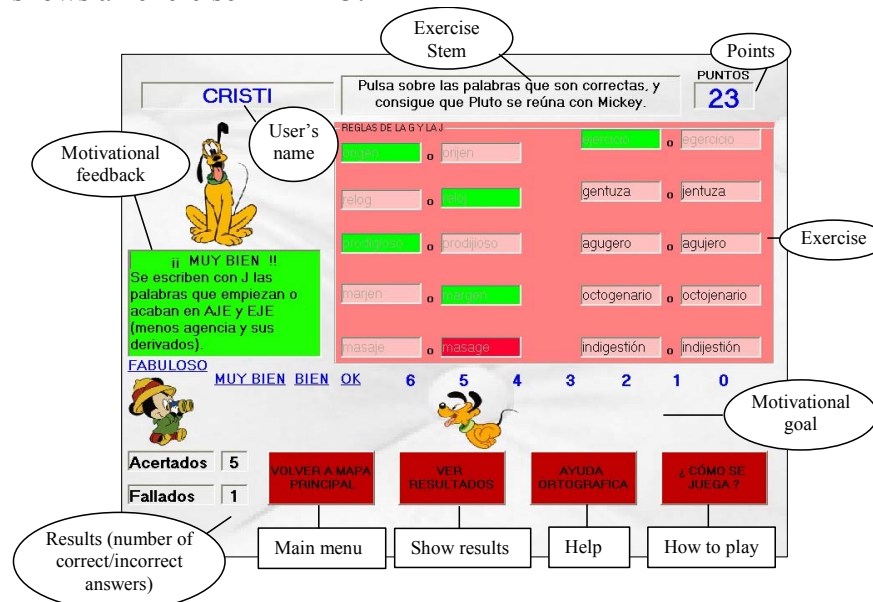 Exercise
Stem
Points
PUNTOS
CRISTI
Pulsa sobre las palabras que son correctas, y
consigue que Pluto se reúna con Mickey.
23
User's
name
Motivational
feedback
REGLAS DE LA G Y LA J
origen o orijen
relog o reloj
prodigioso o prodijioso
marjen o margen
masaje o masage
ejercicio o egercicio
gentuza o jentuza
agugero o agujero
octogenario o octojenario
indigestión o indijestión
Exercise
¡¡ MUY BIEN !!
Se escriben con J las
palabras que empiezan o
acaban en AJE y EJE
(menos agencia y sus
derivados).
FABULOSO
MUY BIEN BIEN OK 6 5 4 3 2 1 0
Motivational
goal
Acertados 5
Fallados 1
VOLVER A MAPA
PRINCIPAL
VER
RESULTADOS
AYUDA
ORTOGRAFICA
¿ CÓMO SE
JUEGA ?
Results (number of
correct/incorrect
answers)
Main menu
Show results
Help
How to play